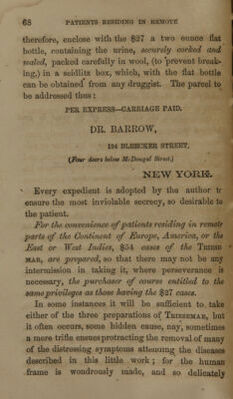 68 PATIENTS RESIDING IN REMOTE
therefore, enclose with the $27 a two ounce flat
bottle, containing the urine, securely corked and
sealed, packed carefully in wool, (to prevent break-
ing,) in a seidlitz box, which, with the flat bottle
can be obtained from any druggist. The parcel to
be addressed thus:
PER EXPRESS—CARRIAGE PAID.
DR. BARROW,
194 BLEECKER STREET,
(Four doors below McDougal Street.)
NEW YORK.
Every expedient is adopted by the author tr
ensure the most inviolable secrecy, so desirable to
the patient.
For the convenience of patients residing in remote
parts of the Continent of Europe, America, or the
East or West Indies, $54 cases of the TRIESE
MAR, are prepared, so that there may not be any
intermission in taking it, where perseverance is
necessary, the purchaser of course entitled to the
same privileges as those having the $27 cases.
In some instances it will be sufficient to take
either of the three preparations of TRIESEMAR, but
it often occurs, some hidden cause, nay, sometimes
a mere trifle ensues protracting the removal of many
of the distressing symptoms attending the diseases
described in this little work; for the human
frame is wondrously made, and so delicately